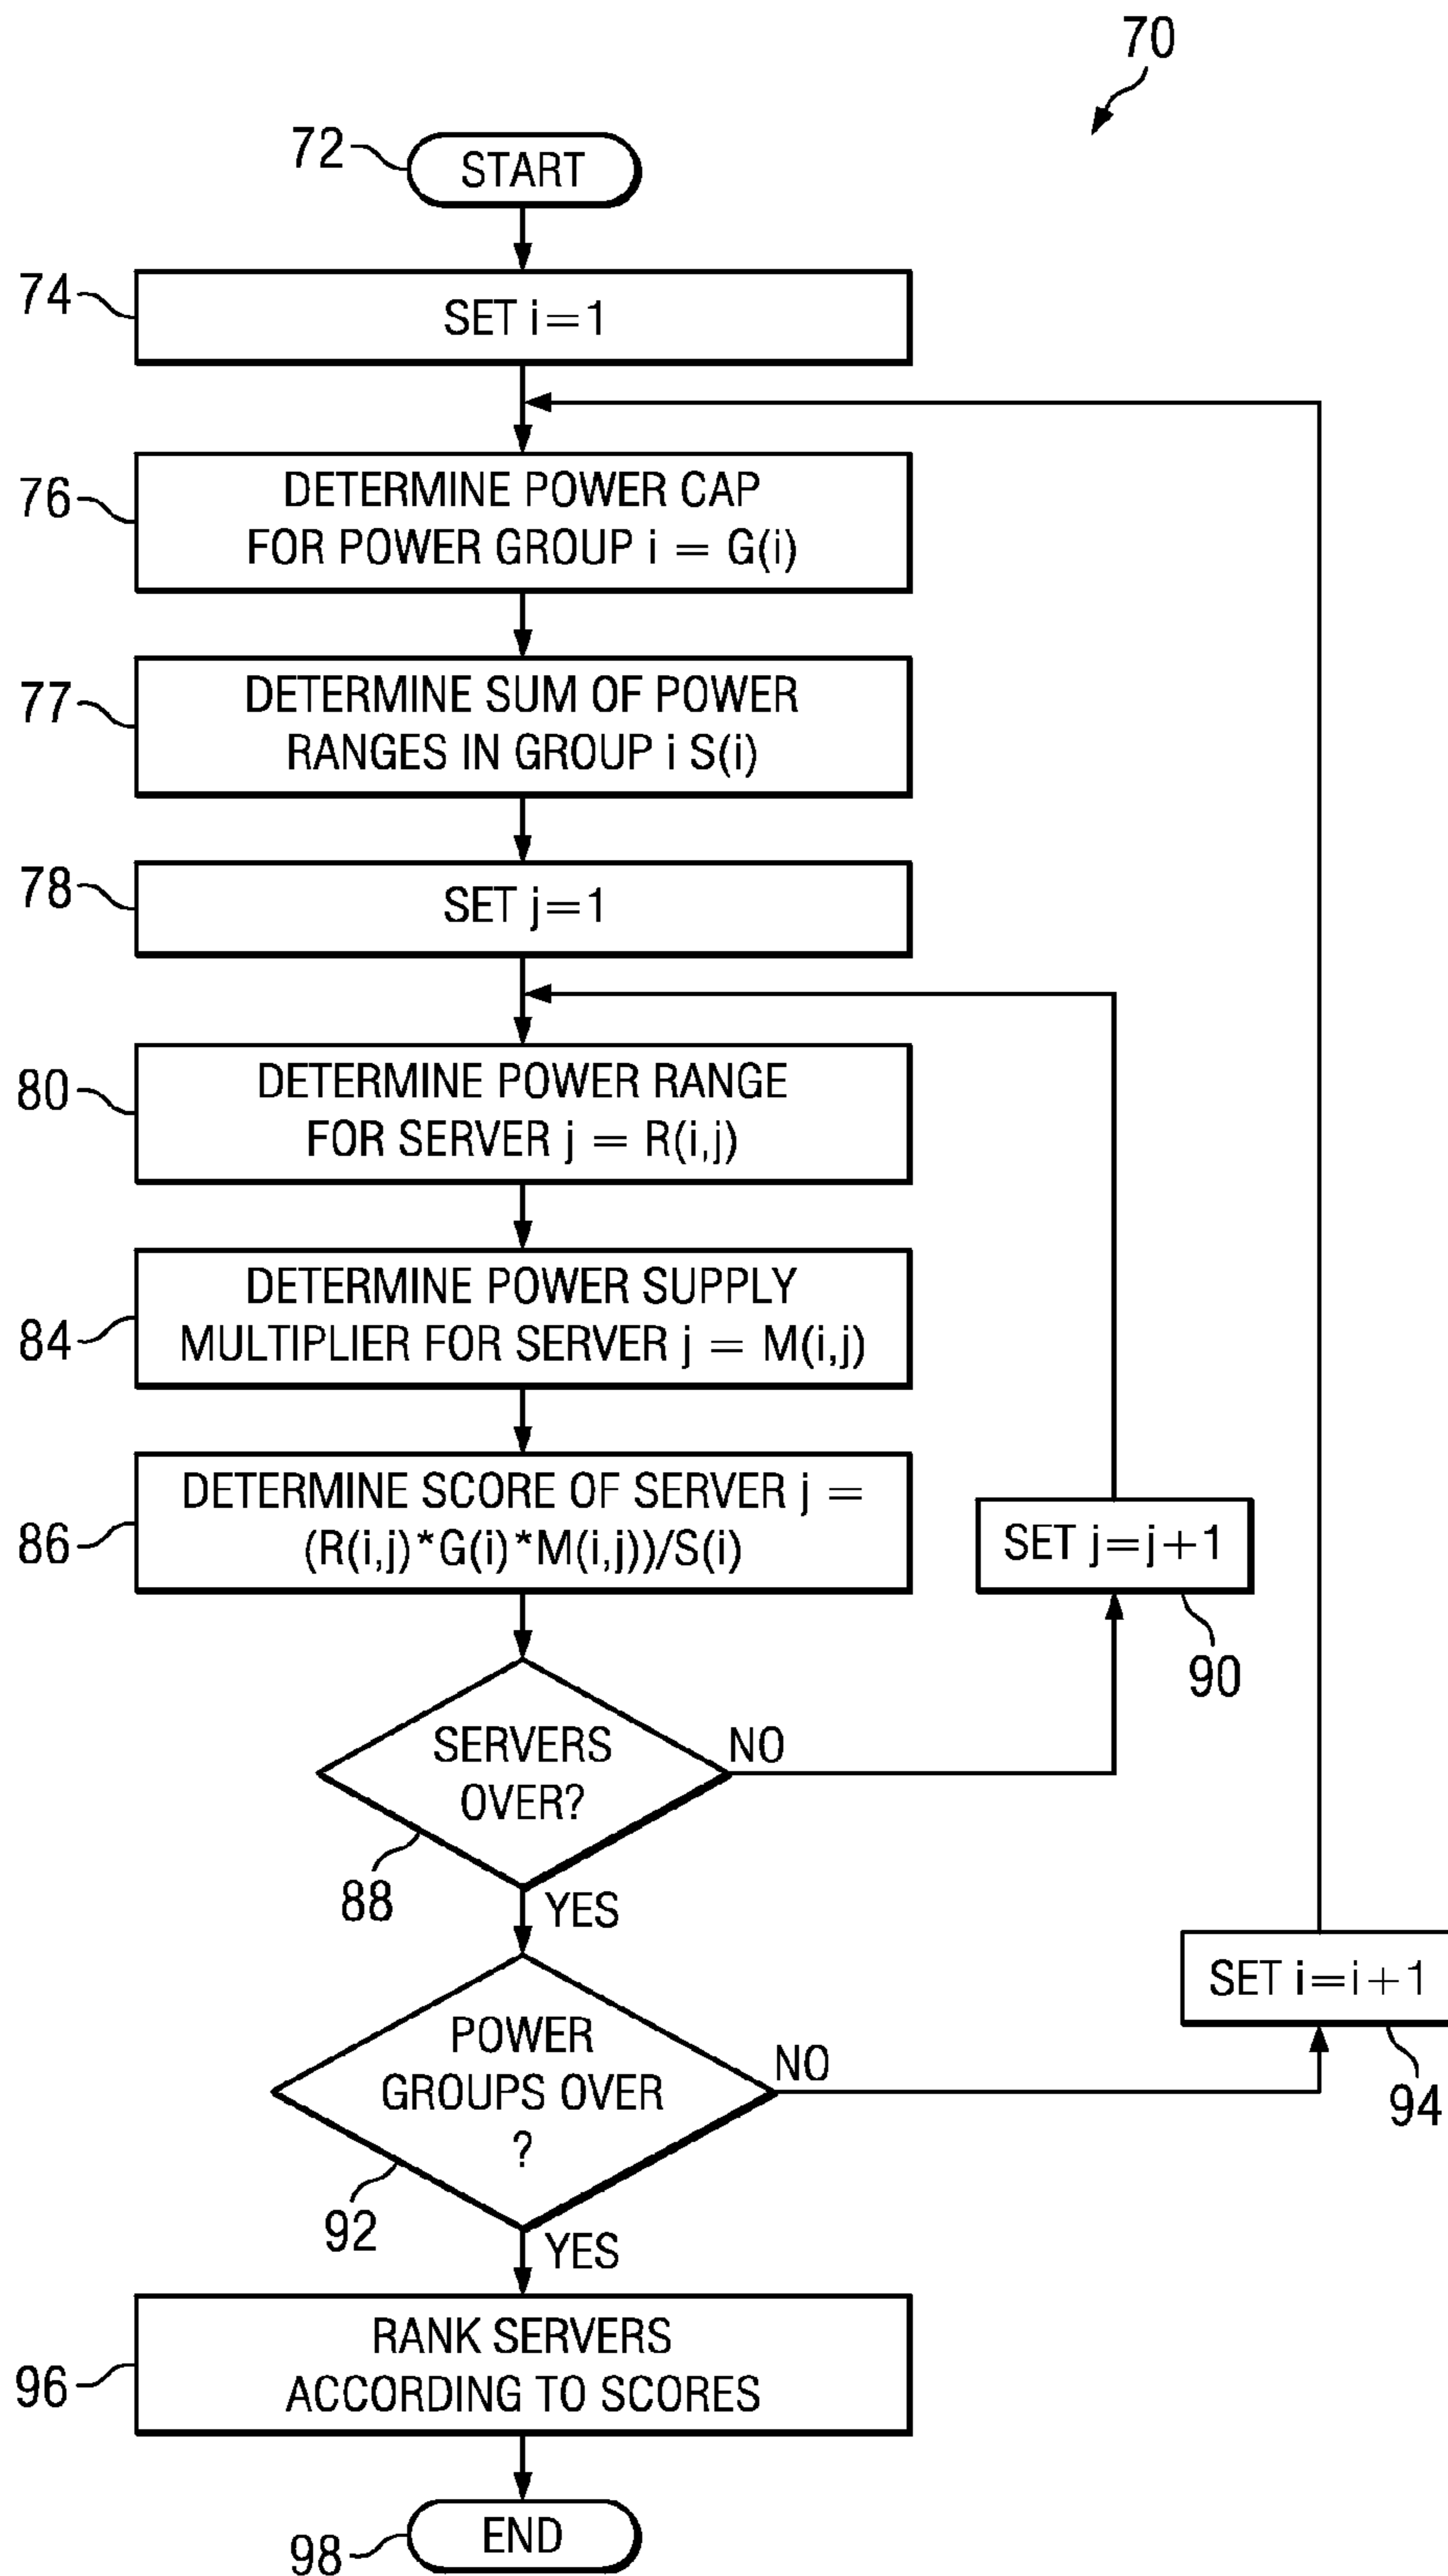 70
72
START
74
SET i=1
76
DETERMINE POWER CAP
FOR POWER GROUP i = G(i)
77
DETERMINE SUM OF POWER
RANGES IN GROUP i S(i)
78
SET j=1
80
DETERMINE POWER RANGE
FOR SERVER j = R(i,j)
84
DETERMINE POWER SUPPLY
MULTIPLIER FOR SERVER j = M(i,j)
86
DETERMINE SCORE OF SERVER j =
(R(i,j)*G(i)*M(i,j))/S(i)
SET j=j+1
90
SERVERS
OVER?
NO
88
YES
SET i=i+1
94
POWER
GROUPS OVER
?
NO
92
YES
96
RANK SERVERS
ACCORDING TO SCORES
98
END